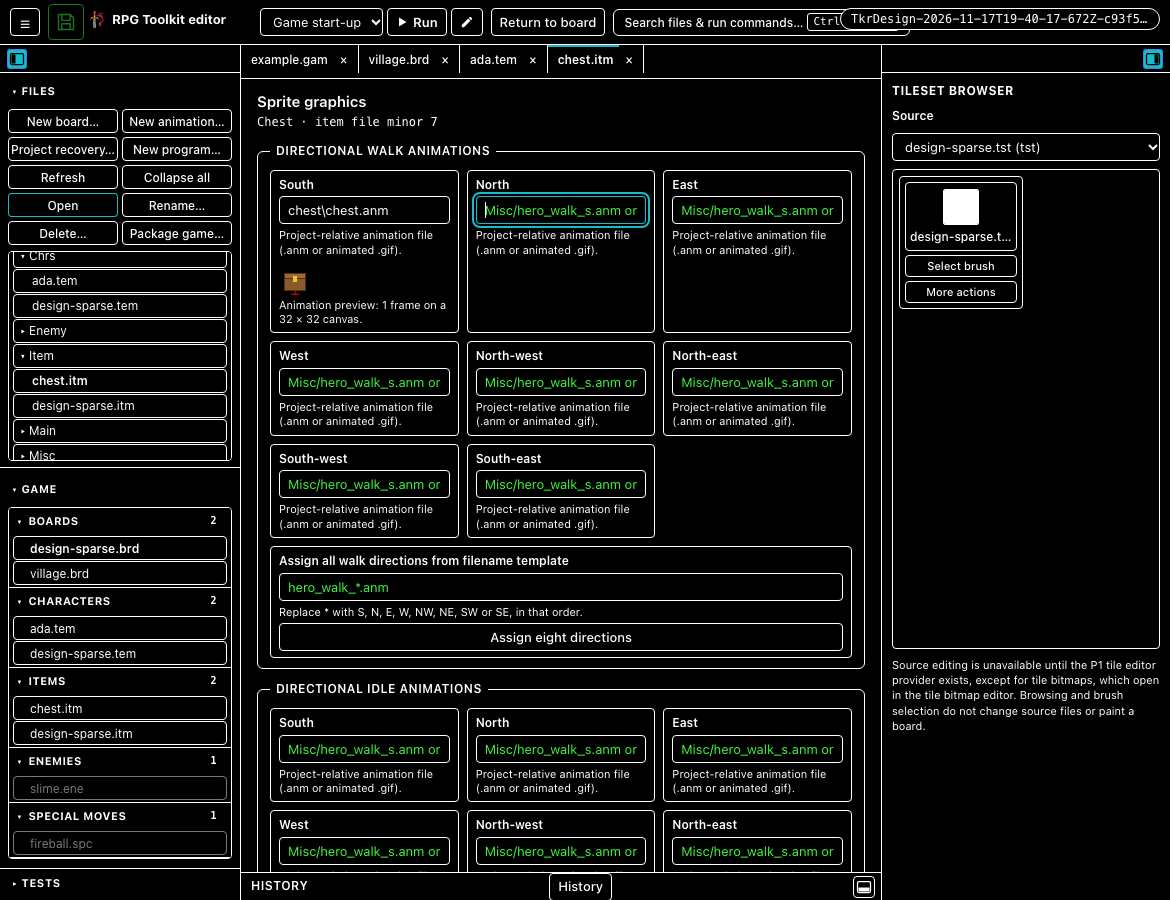 RPG Toolkit editor
Game start-up
Run
Return to board
Search files & run commands...
Ctrl
TkrDesign-2026-11-17T19-40-17-672Z-c93f5...
example.gam ×
village.brd ×
ada.tem ×
chest.itm ×
FILES
New board...
New animation...
Project recovery...
New program...
Refresh
Collapse all
Open
Rename...
Delete...
Package game...
Chrs
ada.tem
design-sparse.tem
Enemy
Item
chest.itm
design-sparse.itm
Main
Misc
GAME
BOARDS 2
design-sparse.brd
village.brd
CHARACTERS 2
ada.tem
design-sparse.tem
ITEMS 2
chest.itm
design-sparse.itm
ENEMIES 1
slime.ene
SPECIAL MOVES 1
fireball.spc
TESTS
Sprite graphics
Chest · item file minor 7
DIRECTIONAL WALK ANIMATIONS
South
chest\chest.anm
Project-relative animation file
(.anm or animated .gif).
Animation preview: 1 frame on a
32 × 32 canvas.
North
Misc/hero_walk_s.anm or
Project-relative animation file
(.anm or animated .gif).
East
Misc/hero_walk_s.anm or
Project-relative animation file
(.anm or animated .gif).
West
Misc/hero_walk_s.anm or
Project-relative animation file
(.anm or animated .gif).
North-west
Misc/hero_walk_s.anm or
Project-relative animation file
(.anm or animated .gif).
North-east
Misc/hero_walk_s.anm or
Project-relative animation file
(.anm or animated .gif).
South-west
Misc/hero_walk_s.anm or
Project-relative animation file
(.anm or animated .gif).
South-east
Misc/hero_walk_s.anm or
Project-relative animation file
(.anm or animated .gif).
Assign all walk directions from filename template
hero_walk_*.anm
Replace * with S, N, E, W, NW, NE, SW or SE, in that order.
Assign eight directions
DIRECTIONAL IDLE ANIMATIONS
South
Misc/hero_walk_s.anm or
Project-relative animation file
(.anm or animated .gif).
North
Misc/hero_walk_s.anm or
Project-relative animation file
(.anm or animated .gif).
East
Misc/hero_walk_s.anm or
Project-relative animation file
(.anm or animated .gif).
West
Misc/hero_walk_s.anm or
North-west
Misc/hero_walk_s.anm or
North-east
Misc/hero_walk_s.anm or
HISTORY
History
TILESET BROWSER
Source
design-sparse.tst (tst)
design-sparse.t...
Select brush
More actions
Source editing is unavailable until the P1 tile editor
provider exists, except for tile bitmaps, which open
in the tile bitmap editor. Browsing and brush
selection do not change source files or paint a
board.